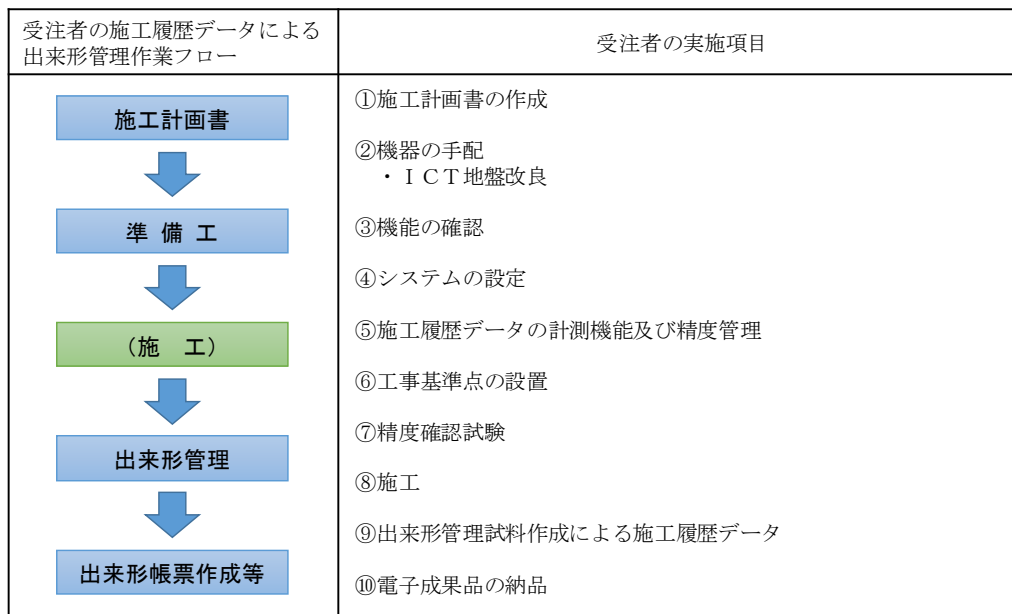 受注者の施工履歴データによる
出来形管理作業フロー
受注者の実施項目
施工計画書
準 備 工
(施 工)
出来形管理
出来形帳票作成等
①施工計画書の作成
②機器の手配
・ＩＣＴ地盤改良
③機能の確認
④システムの設定
⑤施工履歴データの計測機能及び精度管理
⑥工事基準点の設置
⑦精度確認試験
⑧施工
⑨出来形管理試料作成による施工履歴データ
⑩電子成果品の納品